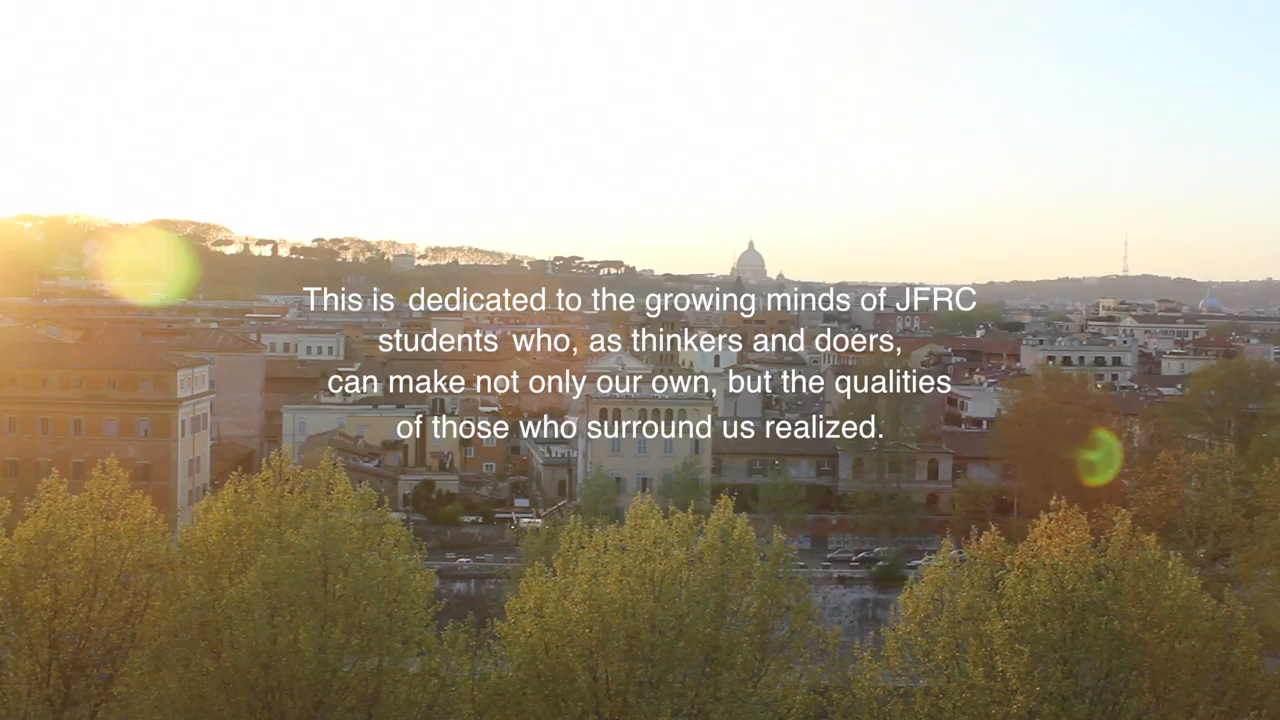 This is dedicated to the growing minds of JFRC
students who, as thinkers and doers,
can make not only our own, but the qualities
of those who surround us realized.